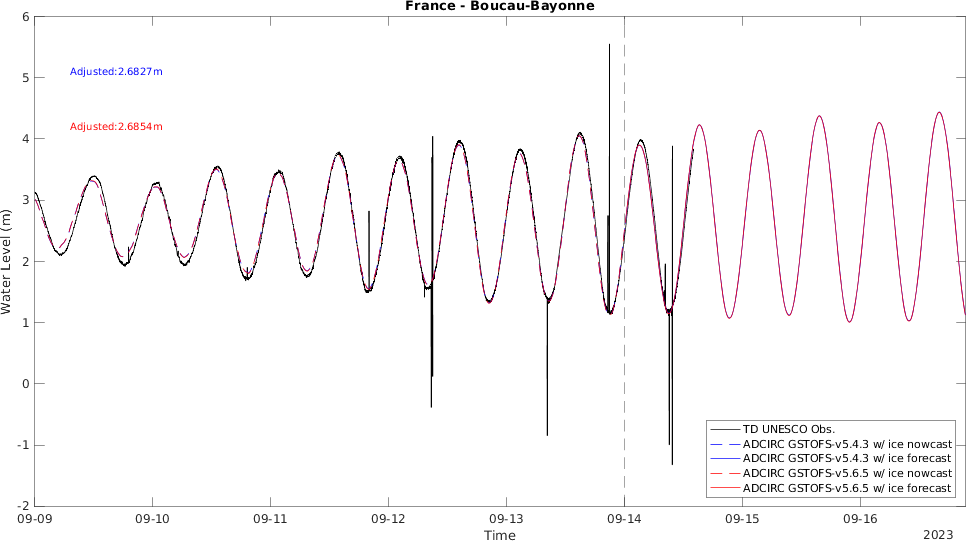 France - Boucau-Bayonne
6
5
4
3
2
1
0
-1
-2
Water Level (m)
Adjusted:2.6827m
Adjusted:2.6854m
TD UNESCO Obs.
ADCIRC GSTOFS-v5.4.3 w/ ice nowcast
ADCIRC GSTOFS-v5.4.3 w/ ice forecast
ADCIRC GSTOFS-v5.6.5 w/ ice nowcast
ADCIRC GSTOFS-v5.6.5 w/ ice forecast
09-09 09-10 09-11 09-12 09-13 09-14 09-15 09-16
Time
2023